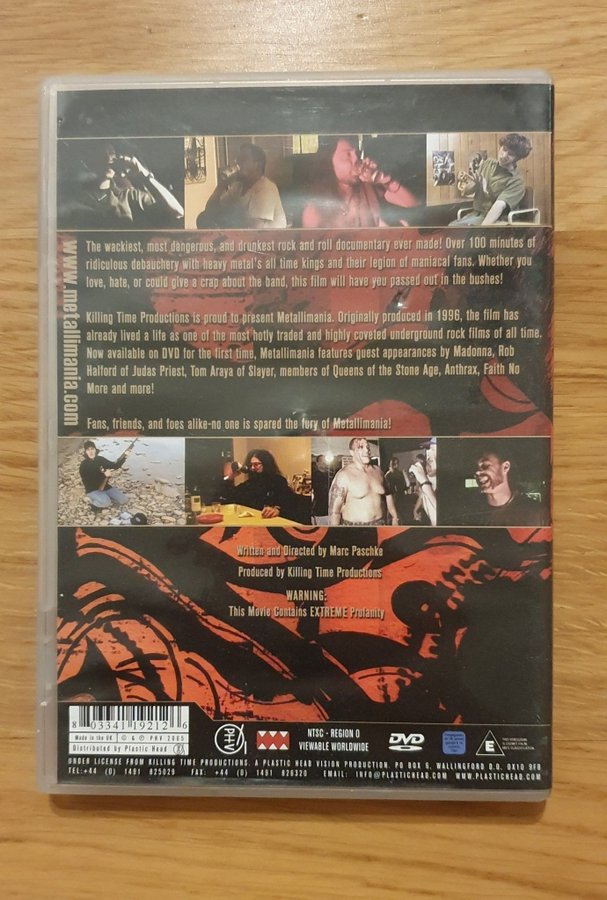 www.metallimania.com
The wackiest, most dangerous, and drunkest rock and roll documentary ever made! Over 100 minutes of
ridiculous debauchery with heavy metal's all time kings and their legion of maniacal fans. Whether you
love, hate, or could give a crap about the band, this film will have you passed out in the bushes!
Killing Time Productions is proud to present Metallimania. Originally produced in 1996, the film has
already lived a life as one of the most hotly traded and highly coveted underground rock films of all time.
Now available on DVD for the first time, Metallimania features guest appearances by Madonna, Rob
Halford of Judas Priest, Tom Araya of Slayer, members of Queens of the Stone Age, Anthrax, Faith No
More and more!
Fans, friends, and foes alike-no one is spared the fury of Metallimania!
Written and Directed by Marc Paschke
Produced by Killing Time Productions
WARNING:
This Movie Contains EXTREME Profanity
8 03341 19212 6
Made in the UK © & ℗ PHV 2005
Distributed by Plastic Head
PHV
NTSC - REGION 0
VIEWABLE WORLDWIDE
DVD
VIDEO
E
UNDER LICENSE FROM KILLING TIME PRODUCTIONS. A PLASTIC HEAD VISION PRODUCTION. PO BOX 6, WALLINGFORD O.O. OX10 9FB
TEL:+44 (0) 1491 825029 FAX: +44 (0) 1491 826320 EMAIL: INFO@PLASTICHEAD.COM WWW.PLASTICHEAD.COM